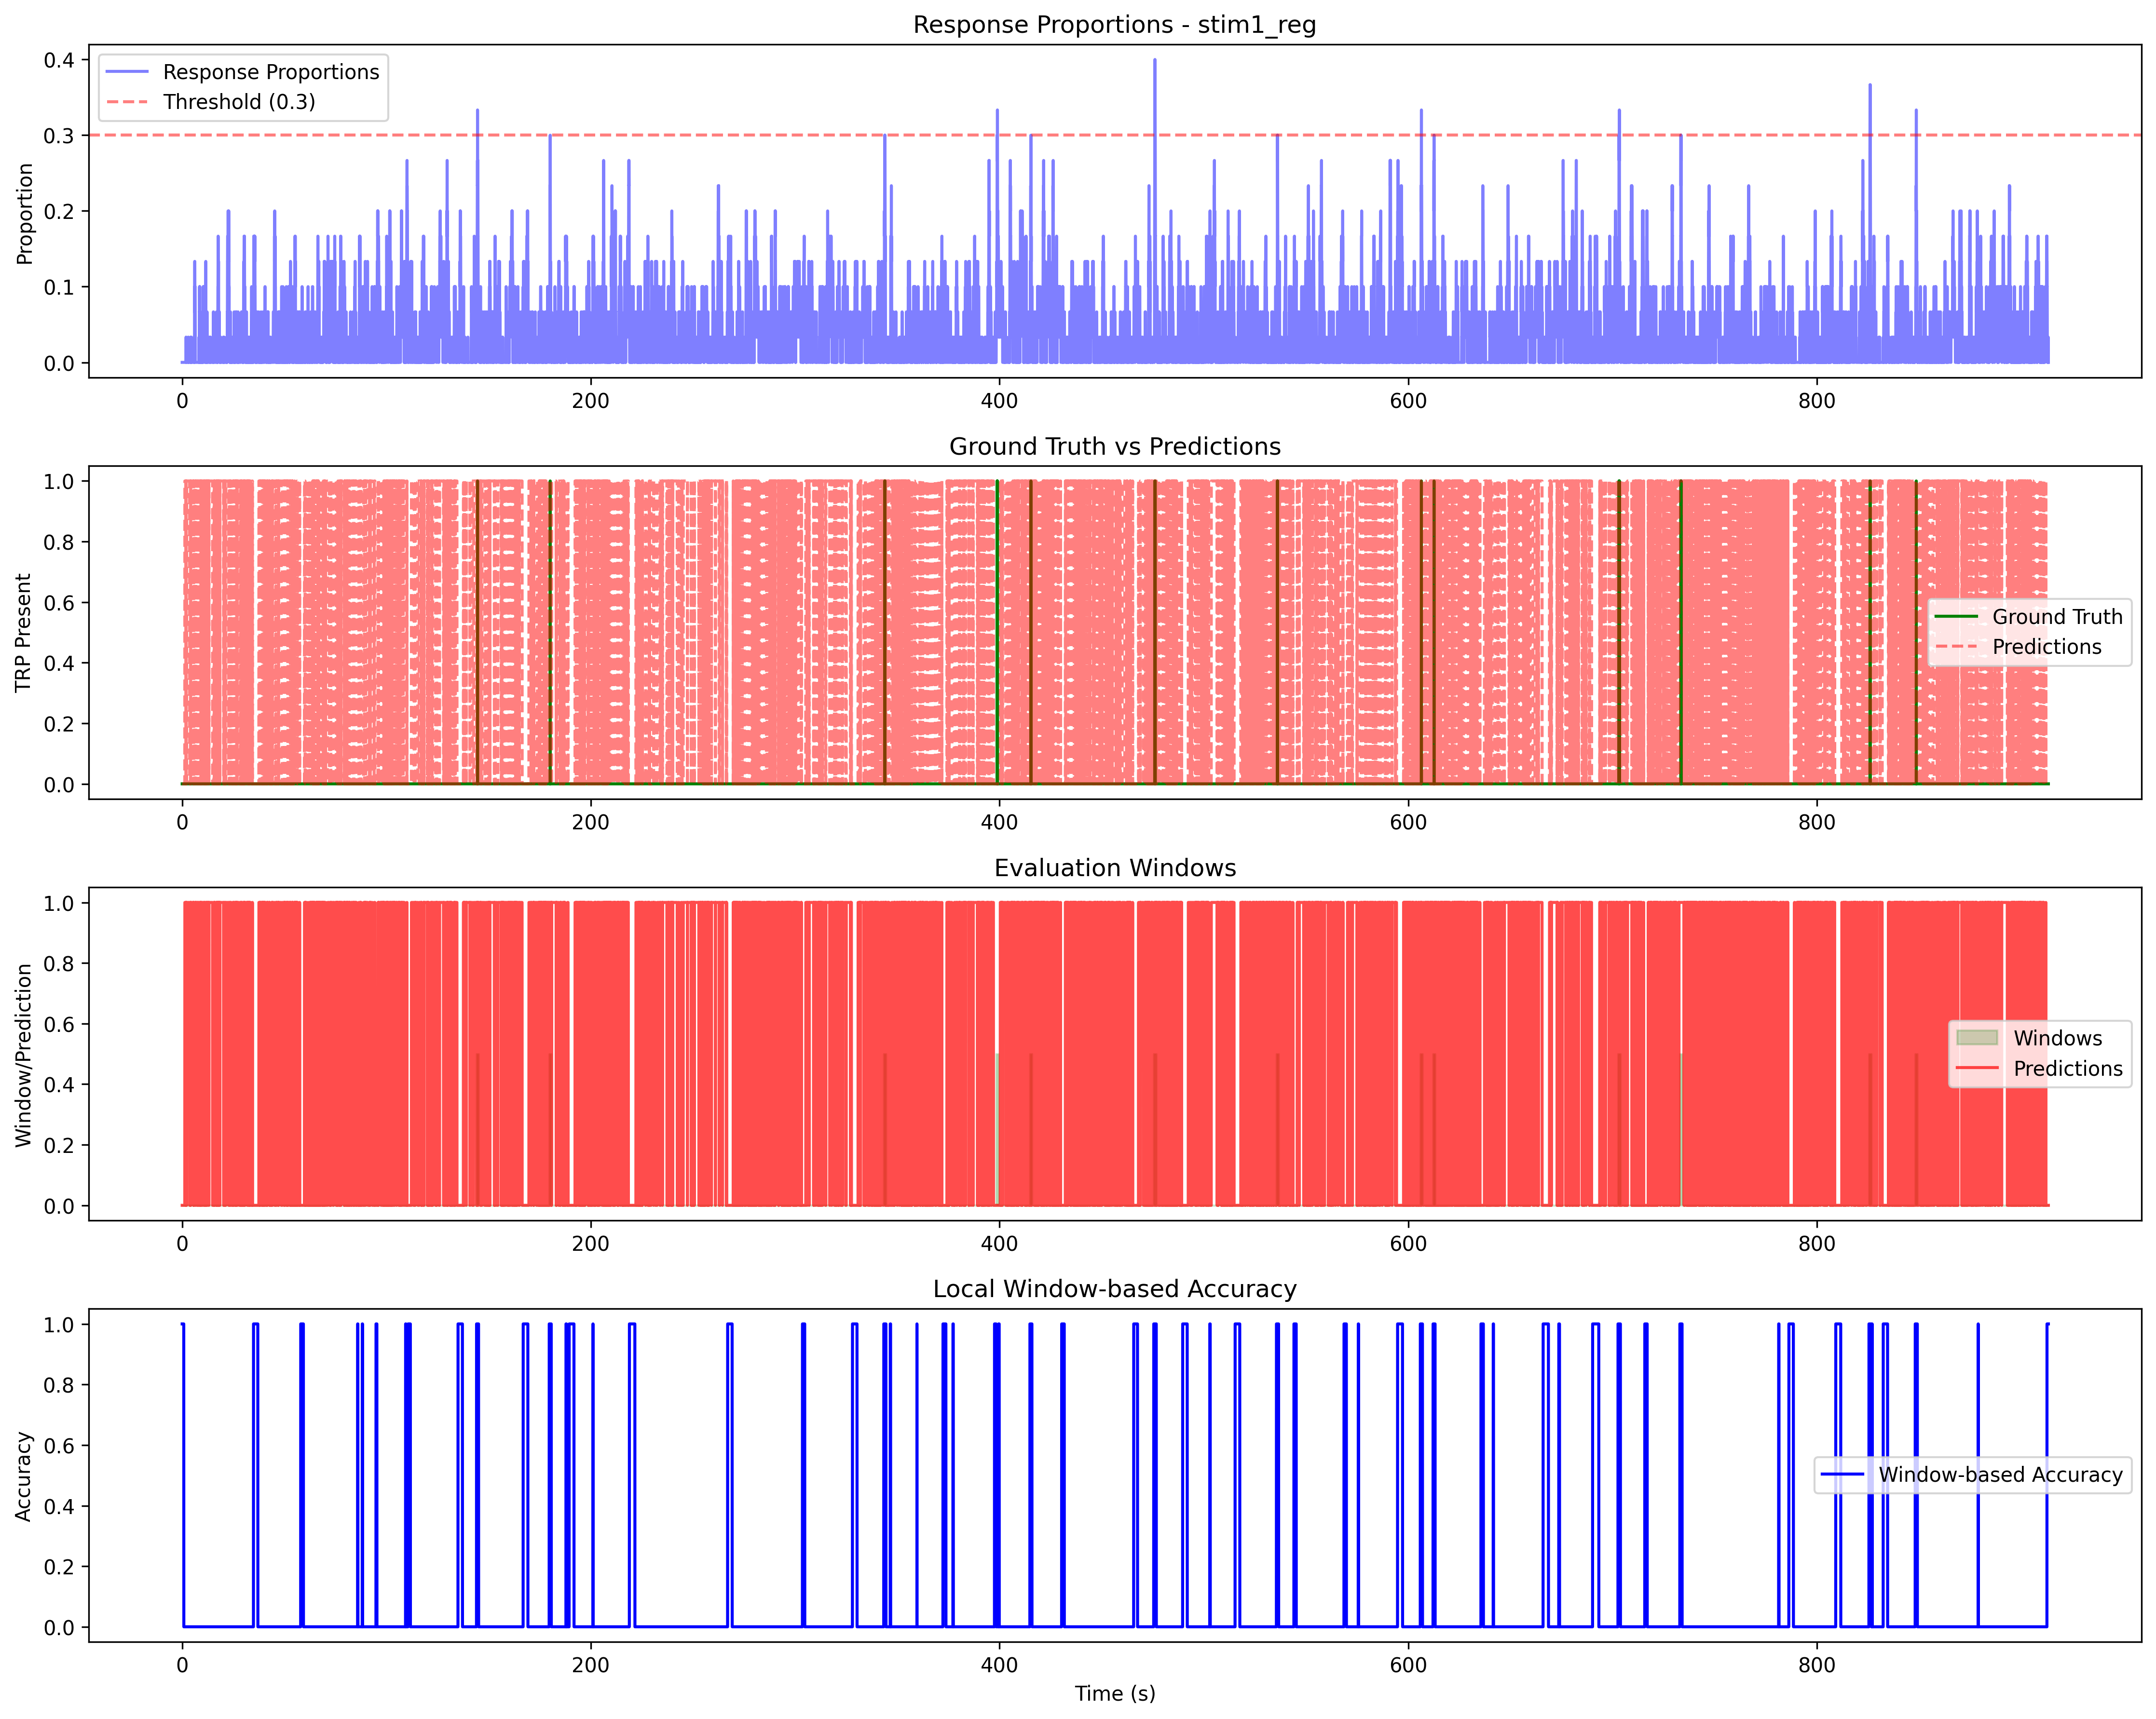 Response Proportions - stim1_reg
Response Proportions
Threshold (0.3)
Proportion
0.4
0.3
0.2
0.1
0.0
0 200 400 600 800
Ground Truth vs Predictions
TRP Present
1.0
0.8
0.6
0.4
0.2
0.0
Ground Truth
Predictions
0 200 400 600 800
Evaluation Windows
Window/Prediction
1.0
0.8
0.6
0.4
0.2
0.0
Windows
Predictions
0 200 400 600 800
Local Window-based Accuracy
Accuracy
1.0
0.8
0.6
0.4
0.2
0.0
Window-based Accuracy
0 200 400 600 800
Time (s)